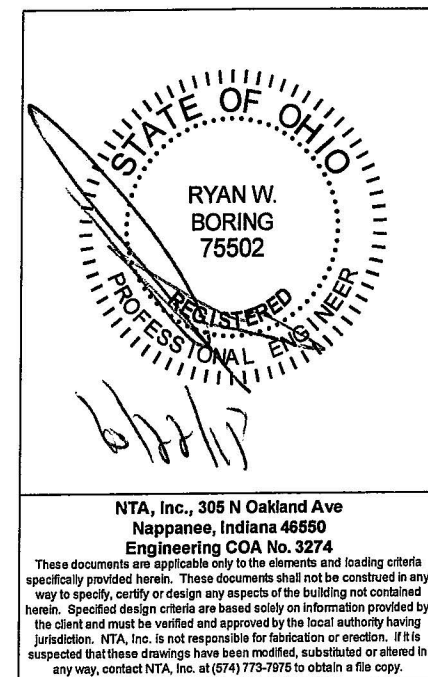 STATE OF OHIO
RYAN W.
BORING
75502
REGISTERED
PROFESSIONAL ENGINEER
6/22/17
NTA, Inc., 305 N Oakland Ave
Nappanee, Indiana 46550
Engineering COA No. 3274
These documents are applicable only to the elements and loading criteria
specifically provided herein. These documents shall not be construed in any
way to specify, certify or design any aspects of the building not contained
herein. Specified design criteria are based solely on information provided by
the client and must be verified and approved by the local authority having
jurisdiction. NTA, Inc. is not responsible for fabrication or erection. If it is
suspected that these drawings have been modified, substituted or altered in
any way, contact NTA, Inc. at (574) 773-7975 to obtain a file copy.